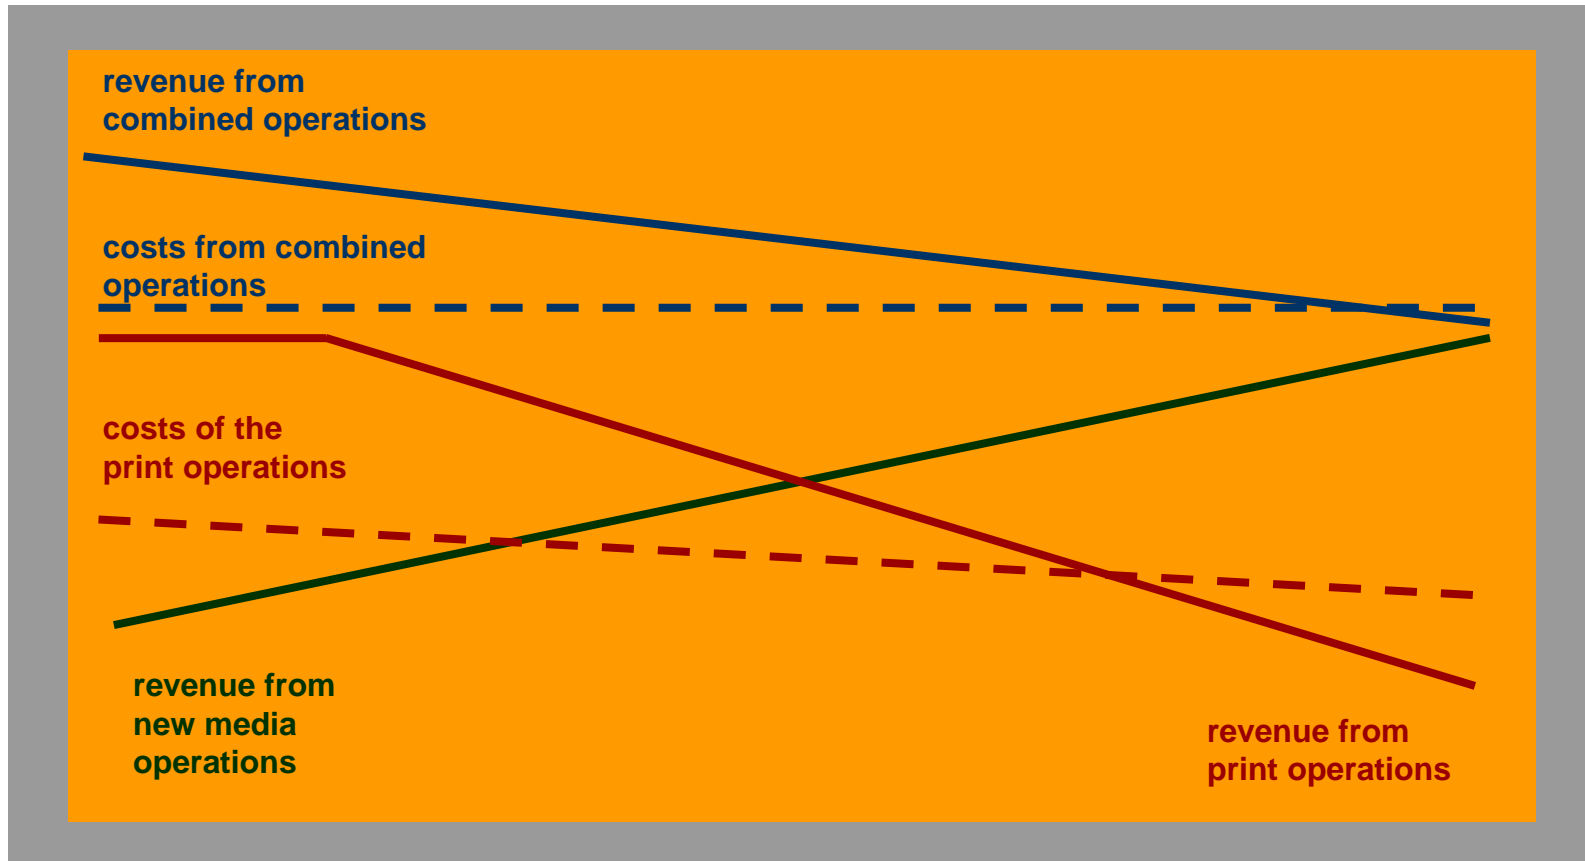 revenue from
combined operations
costs from combined
operations
costs of the
print operations
revenue from
new media
operations
revenue from
print operations